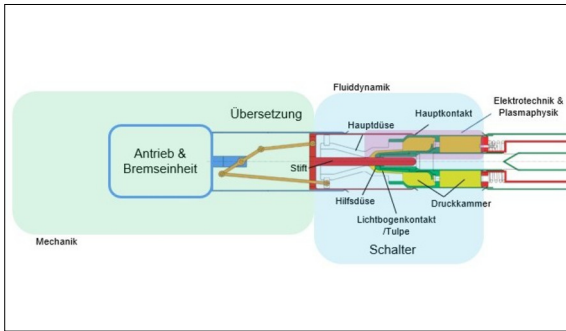 Fluiddynamik
Elektrotechnik &
Plasmaphysik
Übersetzung
Hauptkontakt
Hauptdüse
Antrieb &
Bremseinheit
Stift
Hilfsdüse
Druckkammer
Lichtbogenkontakt
/Tulpe
Mechanik
Schalter